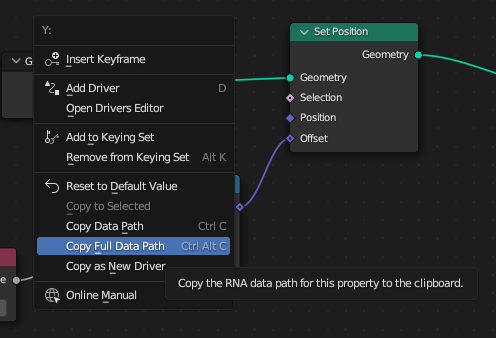 Y:
Insert Keyframe
Add Driver D
Open Drivers Editor
Add to Keying Set
Remove from Keying Set Alt K
Reset to Default Value
Copy to Selected
Copy Data Path Ctrl C
Copy Full Data Path Ctrl Alt C
Copy as New Driver
Online Manual
Copy the RNA data path for this property to the clipboard.
G
e
Set Position
Geometry
Geometry
Selection
Position
Offset